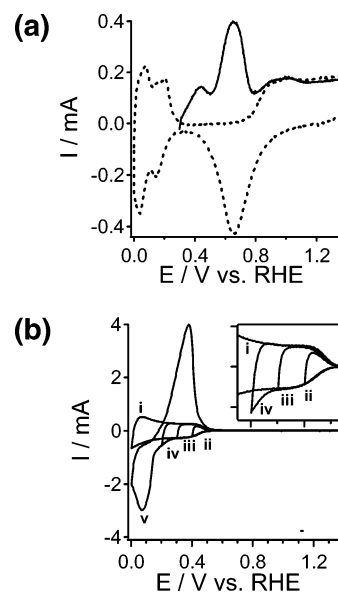 (a)
0.4
0.2
0.0
-0.2
-0.4
I / mA
0.0 0.4 0.8 1.2
E / V vs. RHE
(b)
4
2
0
-2
-4
I / mA
i
iv iii ii
v
i
iv iii ii
0.0 0.4 0.8 1.2
E / V vs. RHE